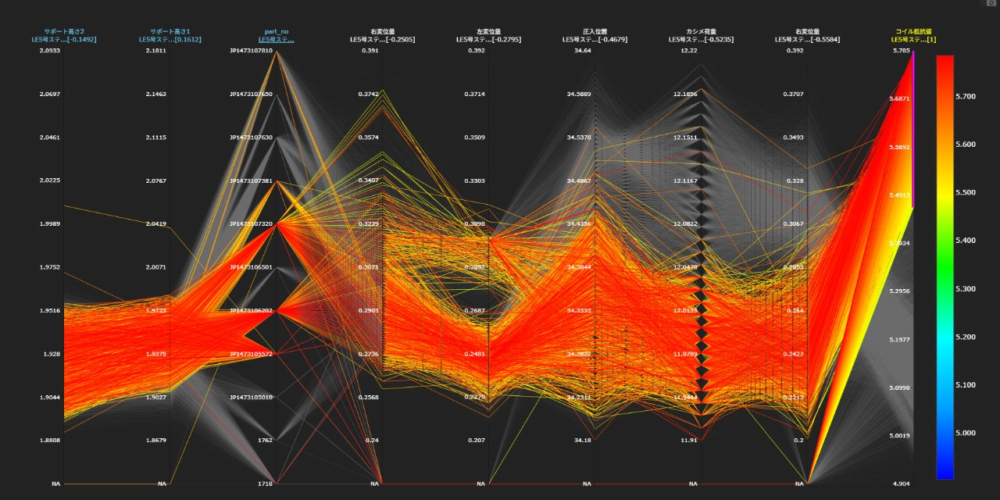 サポート高さ2
LE5号ステ...[-0.1492]
2.0933
2.0697
2.0461
2.0225
1.9989
1.9752
1.9516
1.928
1.9044
1.8808
NA
サポート高さ1
LE5号ステ...[0.1612]
2.1811
2.1463
2.1115
2.0767
2.0419
2.0071
1.9723
1.9375
1.9027
1.8679
NA
part_no
LE5号ステ...
JP1473107810
JP1473107650
JP1473107630
JP1473107381
JP1473107320
JP1473106501
JP1473106202
JP1473105572
JP1473105010
1762
1718
右変位量
LE5号ステ...[-0.2505]
0.391
0.3742
0.3574
0.3407
0.3239
0.3071
0.2903
0.2736
0.2568
0.24
NA
左変位量
LE5号ステ...[-0.2795]
0.392
0.3714
0.3509
0.3303
0.3098
0.2892
0.2687
0.2481
0.2276
0.207
NA
圧入位置
LE5号ステ...[-0.4679]
34.64
34.5889
34.5378
34.4867
34.4356
34.3844
34.3333
34.2822
34.2311
34.18
NA
カシメ荷重
LE5号ステ...[-0.5235]
12.22
12.1856
12.1511
12.1167
12.0822
12.0478
12.0133
11.9789
11.9444
11.91
NA
右変位量
LE5号ステ...[-0.5584]
0.392
0.3707
0.3493
0.328
0.3067
0.2853
0.264
0.2427
0.2213
0.2
NA
コイル抵抗値
LE5号ステ...[1]
5.785
5.6871
5.5892
5.4913
5.3934
5.2956
5.1977
5.0998
5.0019
4.904
5.700
5.600
5.500
5.400
5.300
5.200
5.100
5.000